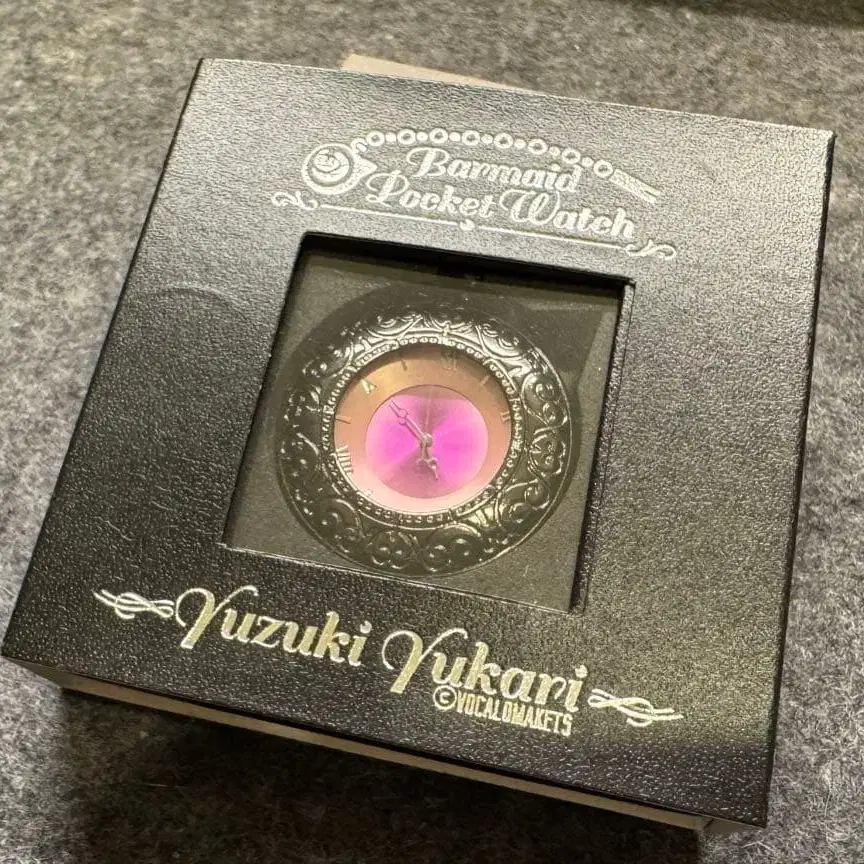 Barmaid
Pocket Watch
Yuzuki Yukari
©VOCALOMAKETS